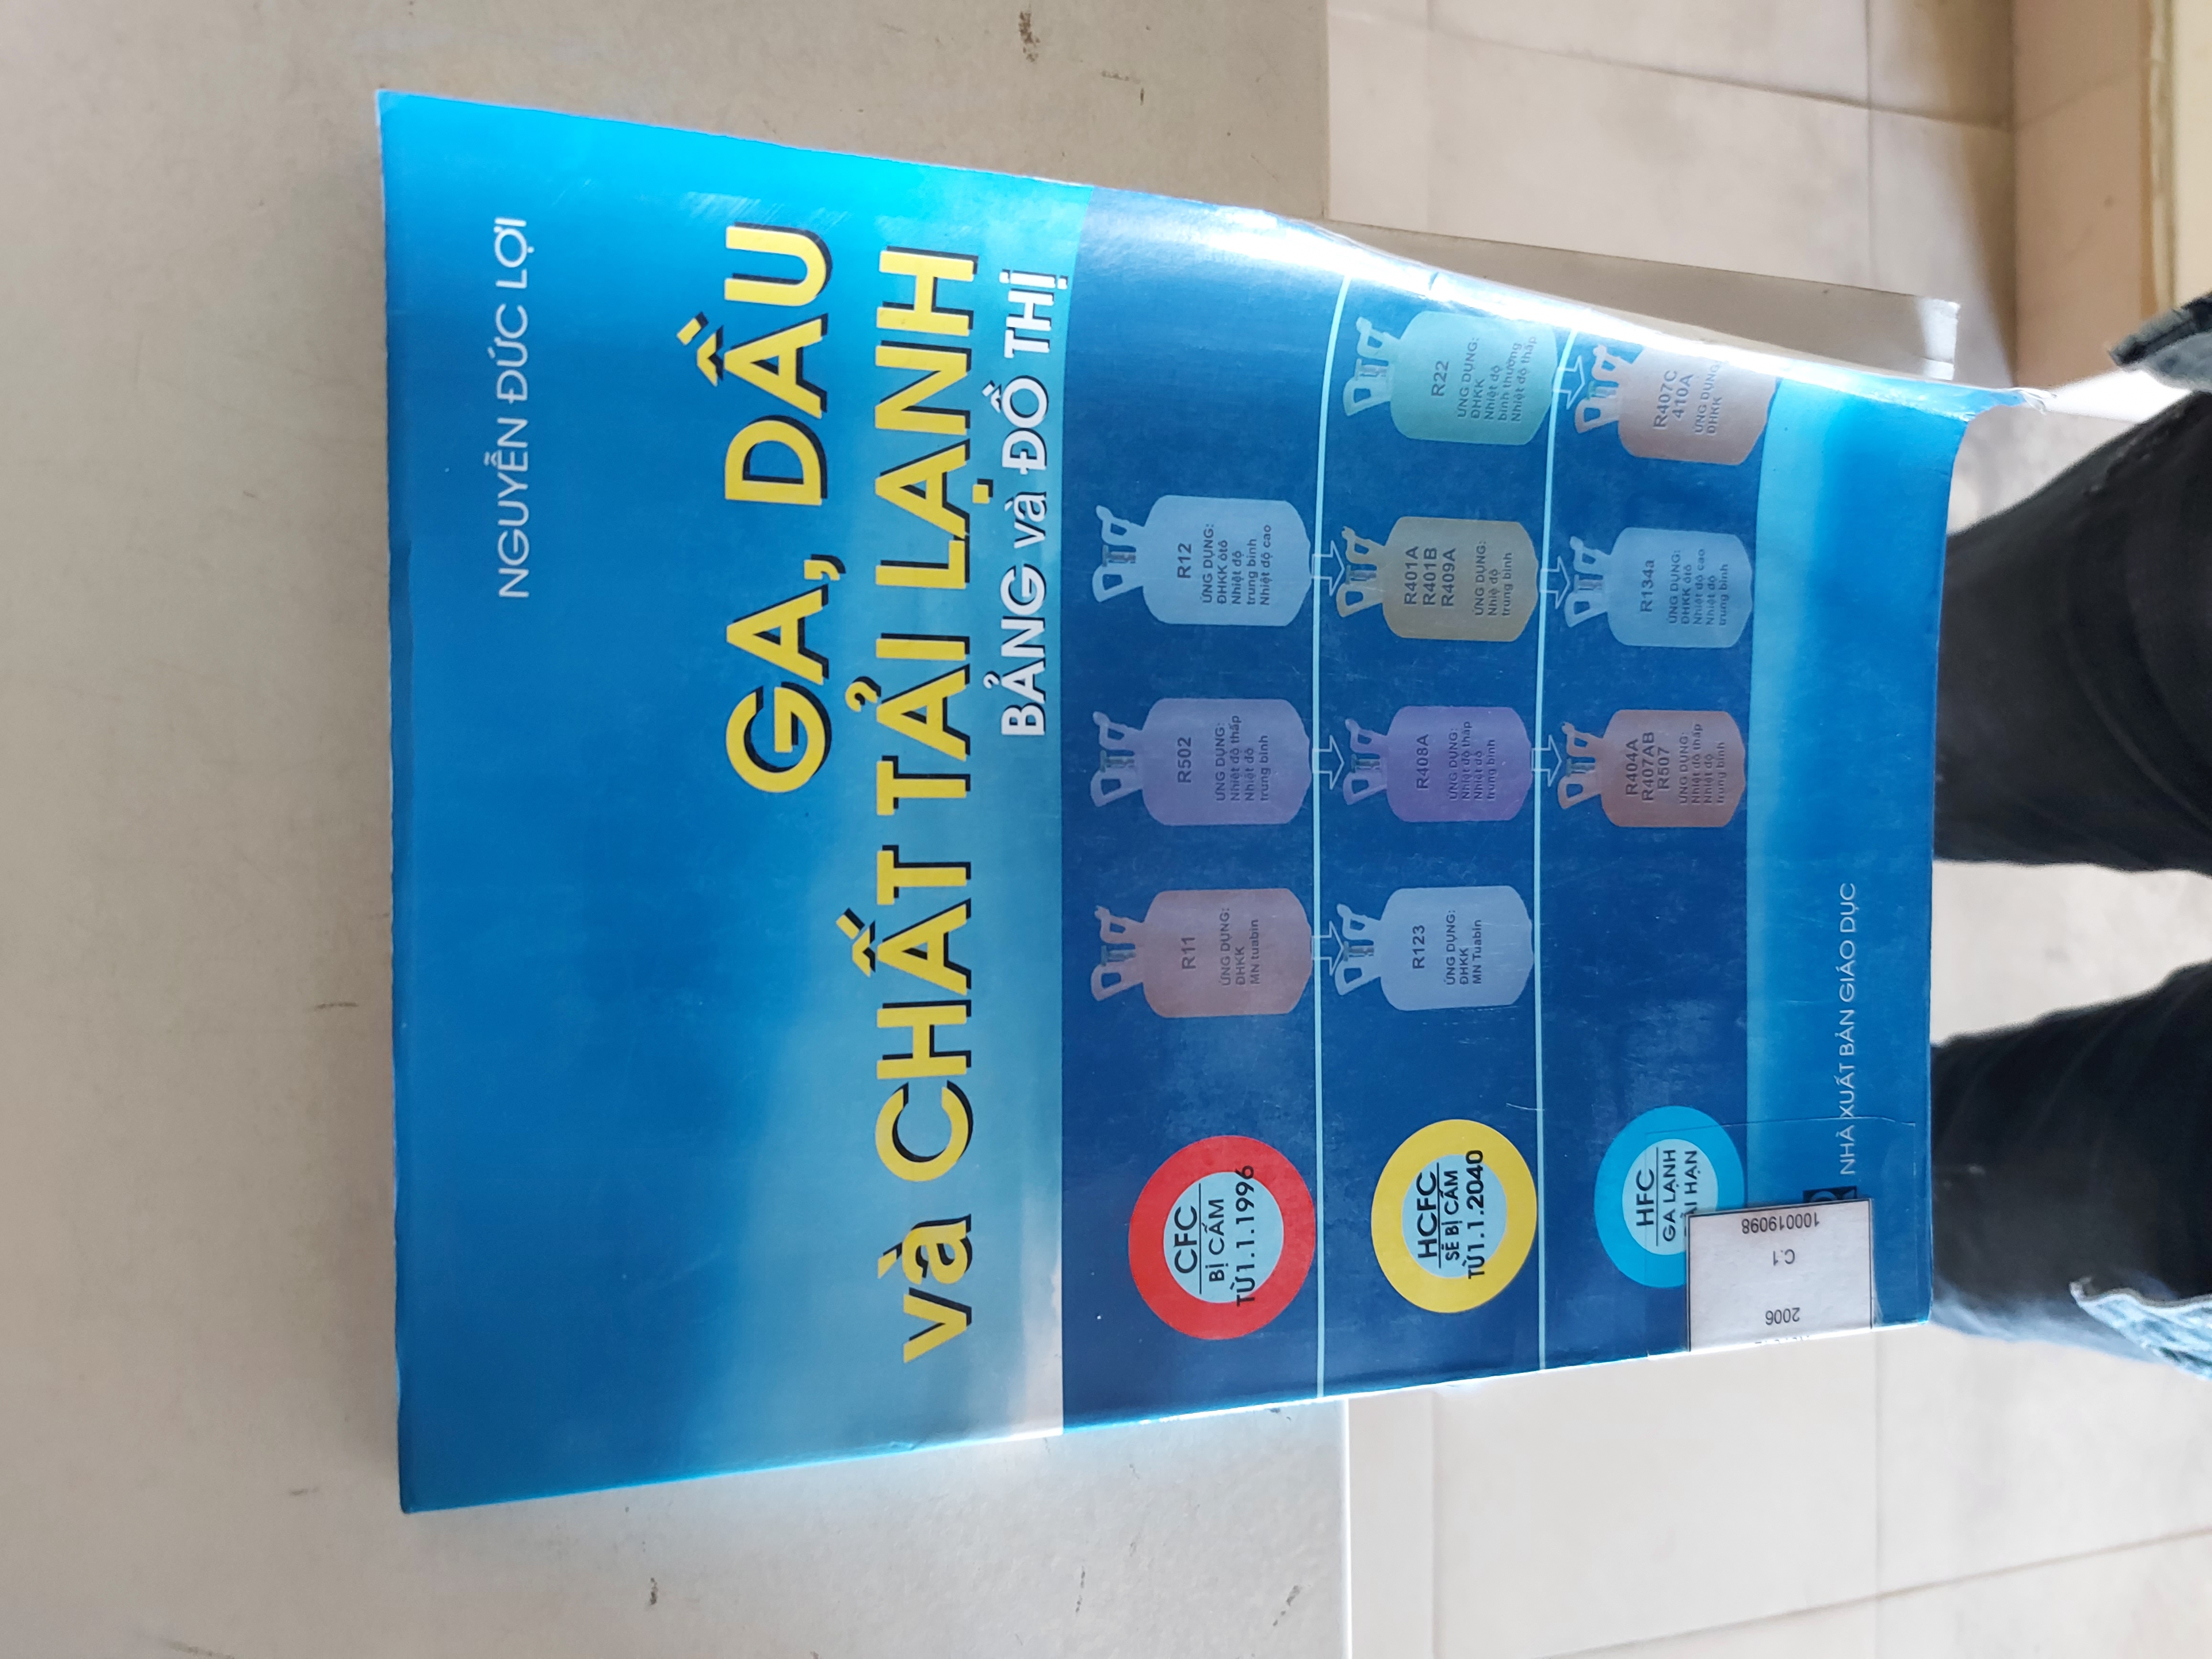 NGUYỄN ĐỨC LỢI
GA, DẦU
và CHẤT TẢI LẠNH
BẢNG và ĐỒ THỊ
CFC
BỊ CẤM
TỪ 1.1.1996
R11
ỨNG DỤNG:
ĐHKK
MN tuabin
R502
ỨNG DỤNG:
Nhiệt độ thấp
Nhiệt độ
trung bình
R12
ỨNG DỤNG:
ĐHKK ôtô
Nhiệt độ
trung bình
Nhiệt độ cao
HCFC
SẼ BỊ CẤM
TỪ 1.1.2040
R123
ỨNG DỤNG:
ĐHKK
MN Tuabin
R408A
ỨNG DỤNG:
Nhiệt độ thấp
Nhiệt độ
trung bình
R401A
R401B
R409A
ỨNG DỤNG:
Nhiệ độ
trung bình
R22
ỨNG DỤNG:
ĐHKK
Nhiệt độ
bình thường
Nhiệt độ thấp
HFC
GA LẠNH
HẠN
R404A
R407AB
R507
ỨNG DỤNG:
Nhiệt độ thấp
Nhiệt độ
trung bình
R134a
ỨNG DỤNG:
ĐHKK ôtô
Nhiệt độ cao
Nhiệt độ
trung bình
R407C
410A
ỨNG DỤNG:
ĐHKK
2006
C.1
100019098
NHÀ XUẤT BẢN GIÁO DỤC